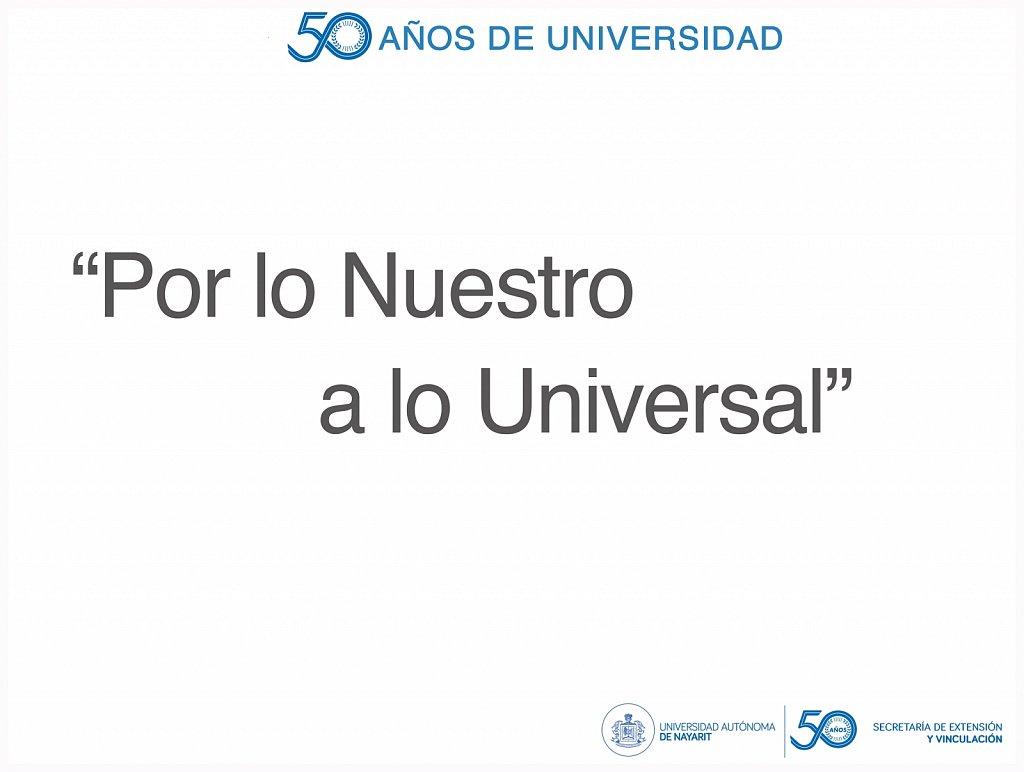 50 AÑOS DE UNIVERSIDAD
“Por lo Nuestro
a lo Universal”
UNIVERSIDAD AUTÓNOMA
DE NAYARIT
50 AÑOS
SECRETARÍA DE EXTENSIÓN
Y VINCULACIÓN